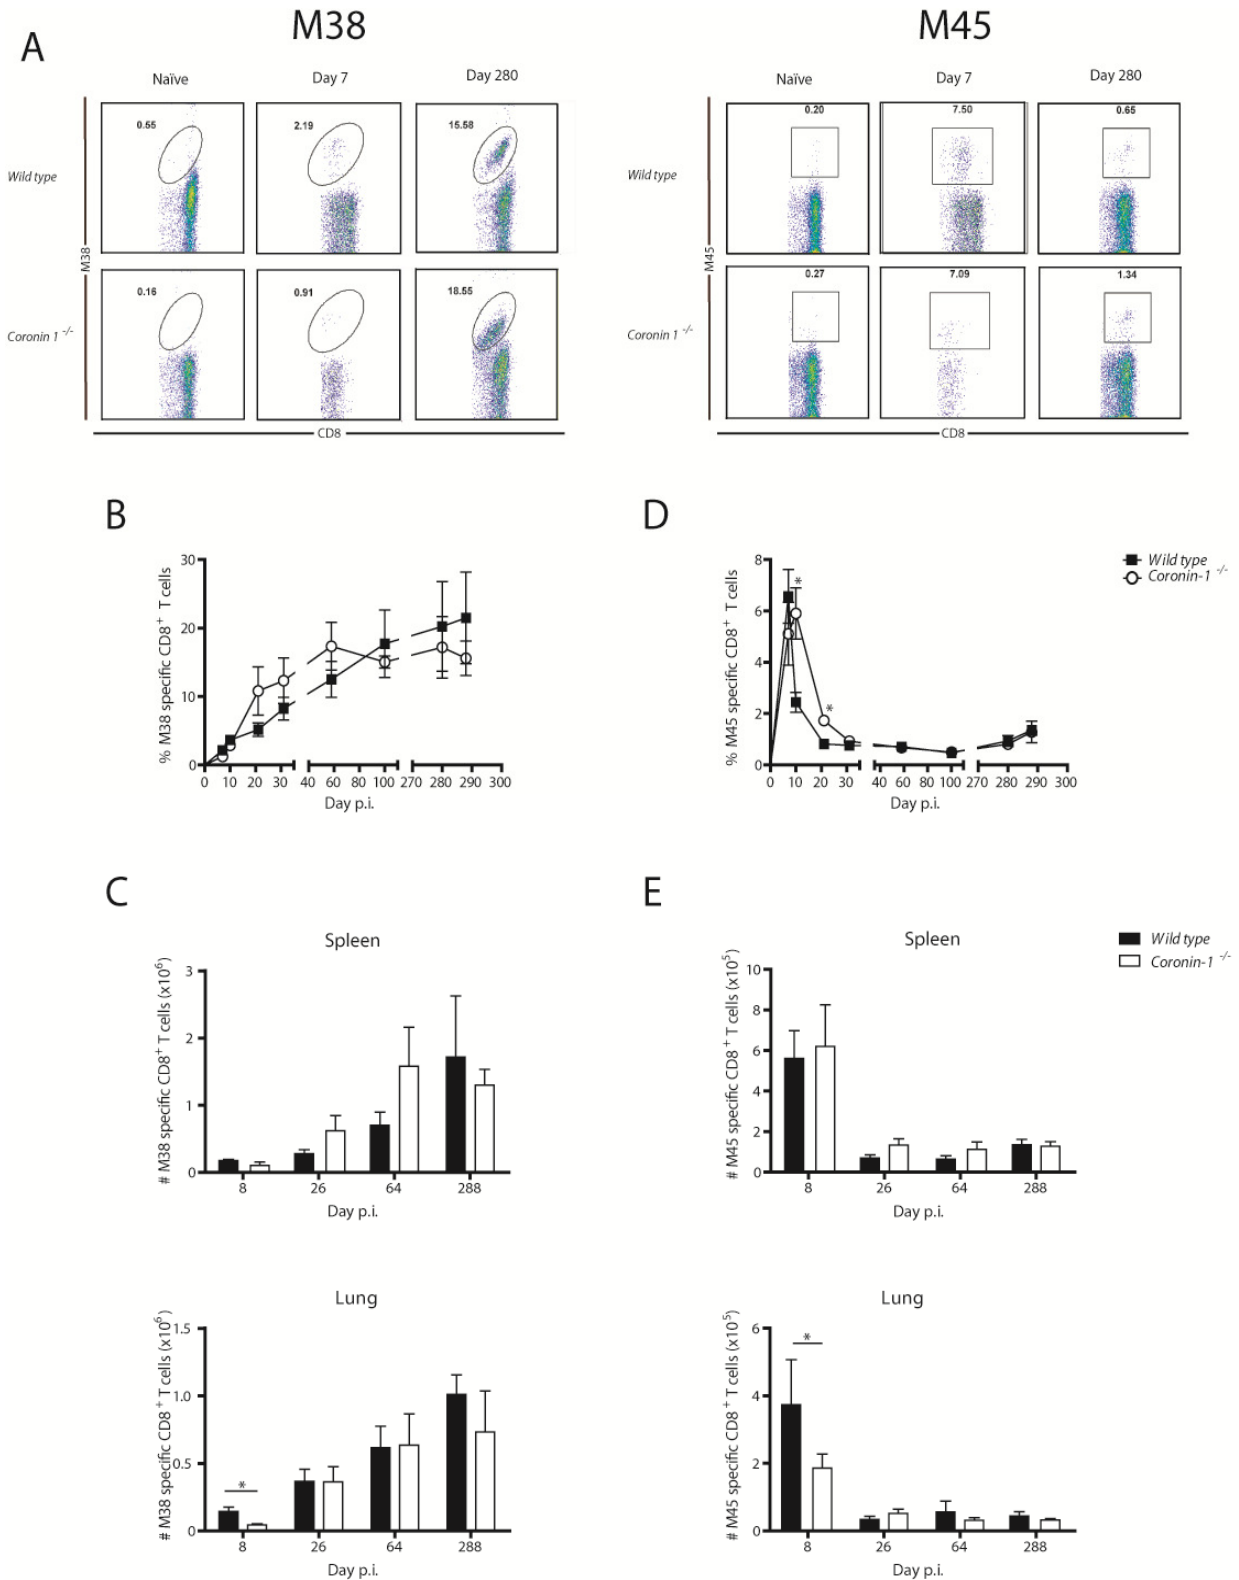 M38 M45
A
Naïve Day 7 Day 280 Naïve Day 7 Day 280
0.55 2.19 15.58 0.20 7.50 0.65
Wild type Wild type
M38 M45
0.16 0.91 18.55 0.27 7.09 1.34
Coronin 1 -/- Coronin 1 -/-
CD8 CD8
B D
% M38 specific CD8+ T cells
30
20
10
0
0 10 20 30 40 60 80 100 270 280 290 300
Day p.i.
% M45 specific CD8+ T cells
8
6
4
2
0
* *
0 10 20 30 40 60 80 100 270 280 290 300
Day p.i.
Wild type
Coronin-1 -/-
C E
Spleen
# M38 specific CD8+ T cells (x10⁶)
3
2
1
0
8 26 64 288
Day p.i.
Spleen
# M45 specific CD8+ T cells (x10⁵)
10
8
6
4
2
0
8 26 64 288
Day p.i.
Wild type
Coronin-1 -/-
Lung
# M38 specific CD8+ T cells (x10⁶)
1.5
1.0
0.5
0
*
8 26 64 288
Day p.i.
Lung
# M45 specific CD8+ T cells (x10⁵)
6
4
2
0
*
8 26 64 288
Day p.i.